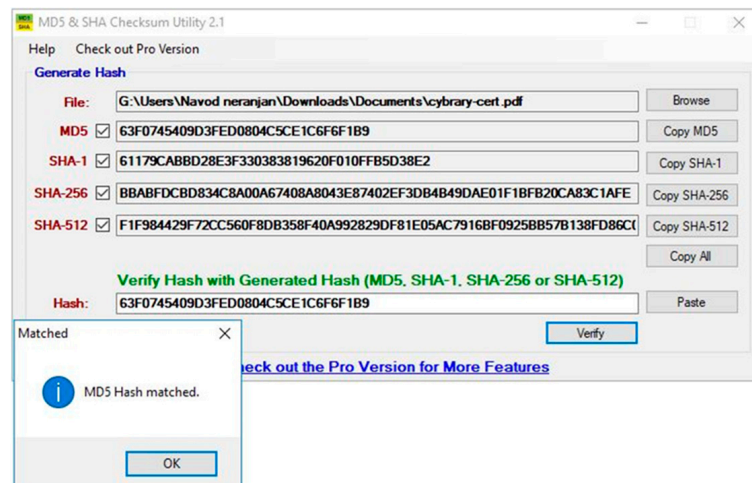 MD5 SHA MD5 & SHA Checksum Utility 2.1
Help Check out Pro Version
Generate Hash
File: G:\Users\Navod neranjan\Downloads\Documents\cybrary-cert.pdf Browse
MD5 63F0745409D3FED0804C5CE1C6F6F1B9 Copy MD5
SHA-1 61179CABBD28E3F330383819620F010FFB5D38E2 Copy SHA-1
SHA-256 BBABFDCBD834C8A00A67408A8043E87402EF3DB4B49DAE01F1BFB20CA83C1AFE Copy SHA-256
SHA-512 F1F984429F72CC560F8DB358F40A992829DF81E05AC7916BF0925BB57B138FD86C( Copy SHA-512
Copy All
Verify Hash with Generated Hash (MD5, SHA-1, SHA-256 or SHA-512)
Hash: 63F0745409D3FED0804C5CE1C6F6F1B9 Paste
Verify
heck out the Pro Version for More Features
Matched
MD5 Hash matched.
OK